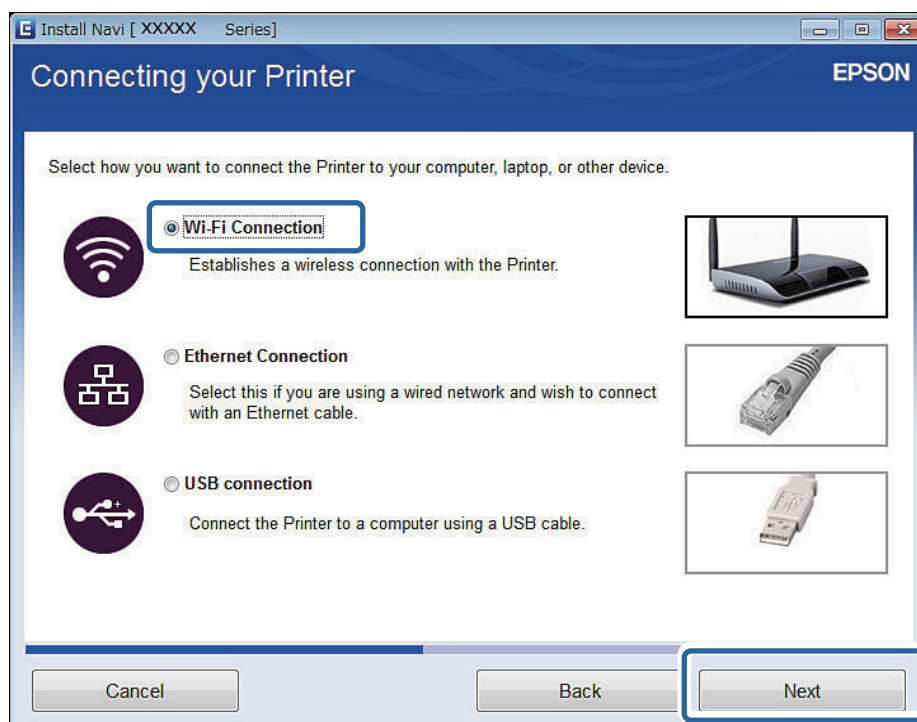 Install Navi [ XXXXX Series]
Connecting your Printer
EPSON
Select how you want to connect the Printer to your computer, laptop, or other device.
Wi-Fi Connection
Establishes a wireless connection with the Printer.
Ethernet Connection
Select this if you are using a wired network and wish to connect
with an Ethernet cable.
USB connection
Connect the Printer to a computer using a USB cable.
Cancel
Back
Next